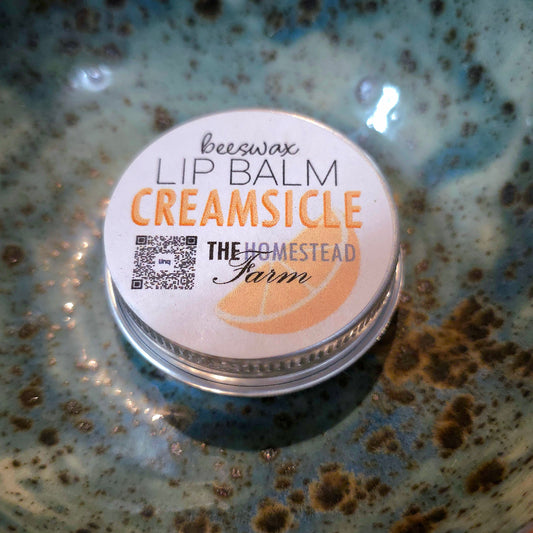 beeswax
LIP BALM
CREAMSICLE
THE HOMESTEAD
Farm